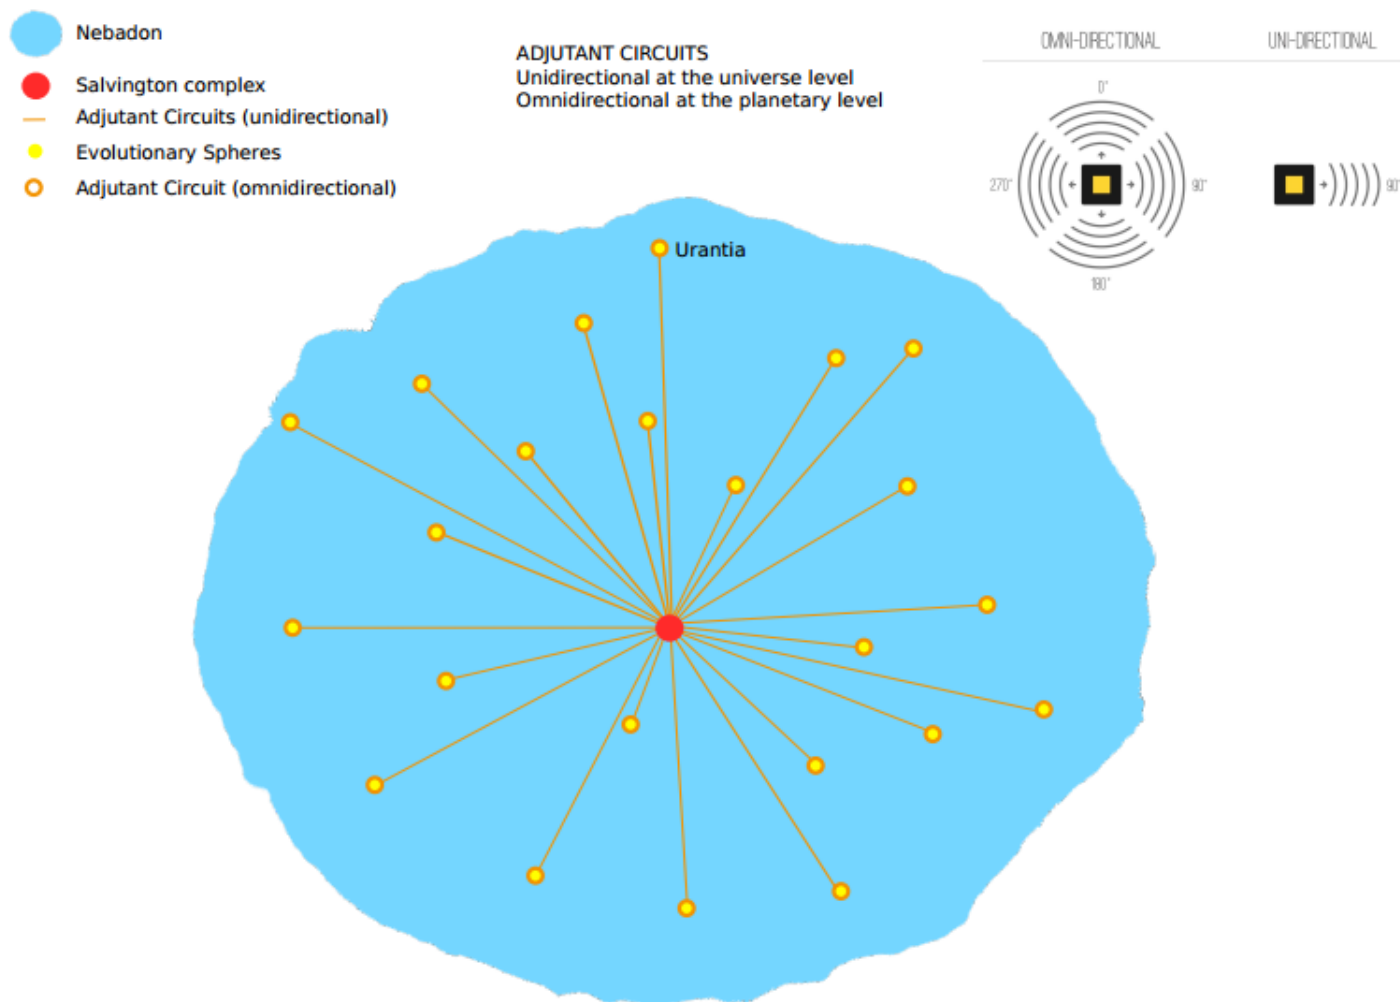 Nebadon
Salvington complex
Adjutant Circuits (unidirectional)
Evolutionary Spheres
Adjutant Circuit (omnidirectional)
ADJUTANT CIRCUITS
Unidirectional at the universe level
Omnidirectional at the planetary level
OMNI-DIRECTIONAL
UNI-DIRECTIONAL
0°
270°
90°
90°
180°
Urantia